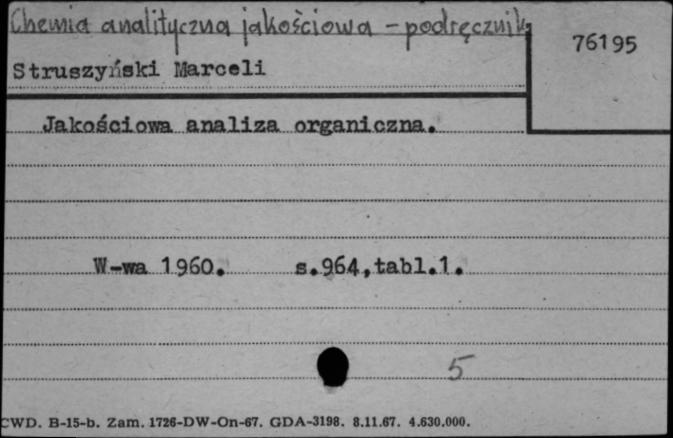 Chemia analityczna jakościowa - podręcznik
76195
Struszyński Marceli
Jakościowa analiza organiczna.
W-wa 1960. s.964,tabl.1.
5
CWD. B-15-b. Zam. 1726-DW-On-67. GDA-3198. 8.11.67. 4.630.000.